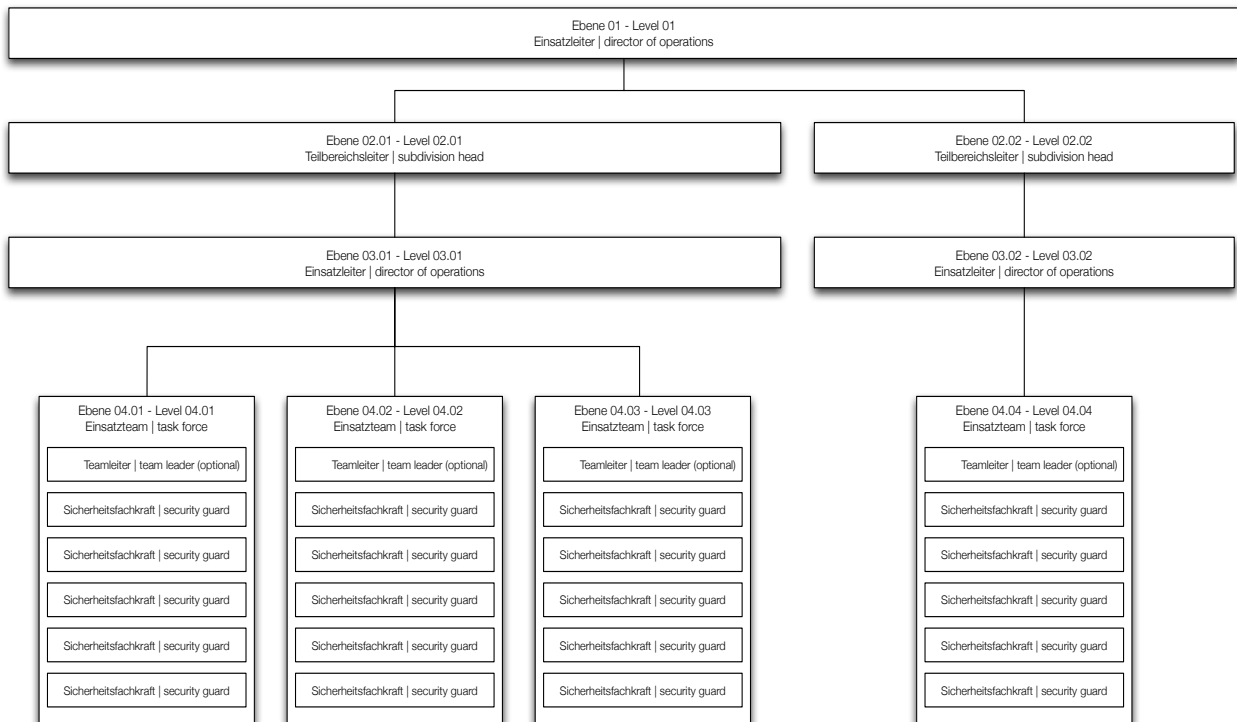 Ebene 01 - Level 01
Einsatzleiter | director of operations
Ebene 02.01 - Level 02.01
Teilbereichsleiter | subdivision head
Ebene 02.02 - Level 02.02
Teilbereichsleiter | subdivision head
Ebene 03.01 - Level 03.01
Einsatzleiter | director of operations
Ebene 03.02 - Level 03.02
Einsatzleiter | director of operations
Ebene 04.01 - Level 04.01
Einsatzteam | task force
Teamleiter | team leader (optional)
Sicherheitsfachkraft | security guard
Sicherheitsfachkraft | security guard
Sicherheitsfachkraft | security guard
Sicherheitsfachkraft | security guard
Sicherheitsfachkraft | security guard
Ebene 04.02 - Level 04.02
Einsatzteam | task force
Teamleiter | team leader (optional)
Sicherheitsfachkraft | security guard
Sicherheitsfachkraft | security guard
Sicherheitsfachkraft | security guard
Sicherheitsfachkraft | security guard
Sicherheitsfachkraft | security guard
Ebene 04.03 - Level 04.03
Einsatzteam | task force
Teamleiter | team leader (optional)
Sicherheitsfachkraft | security guard
Sicherheitsfachkraft | security guard
Sicherheitsfachkraft | security guard
Sicherheitsfachkraft | security guard
Sicherheitsfachkraft | security guard
Ebene 04.04 - Level 04.04
Einsatzteam | task force
Teamleiter | team leader (optional)
Sicherheitsfachkraft | security guard
Sicherheitsfachkraft | security guard
Sicherheitsfachkraft | security guard
Sicherheitsfachkraft | security guard
Sicherheitsfachkraft | security guard